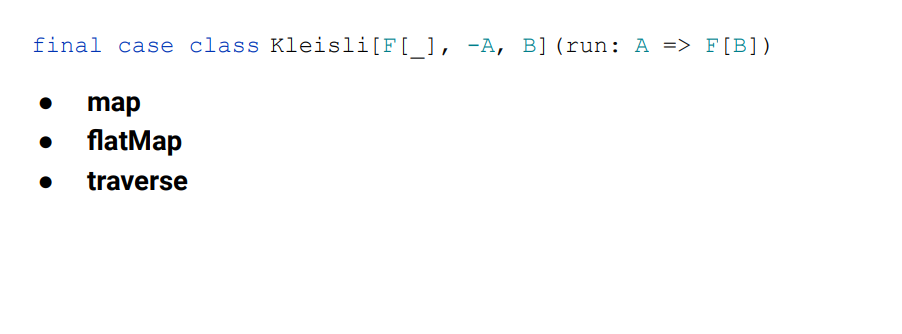 final case class Kleisli[F[_], -A, B](run: A => F[B])
● map
● flatMap
● traverse